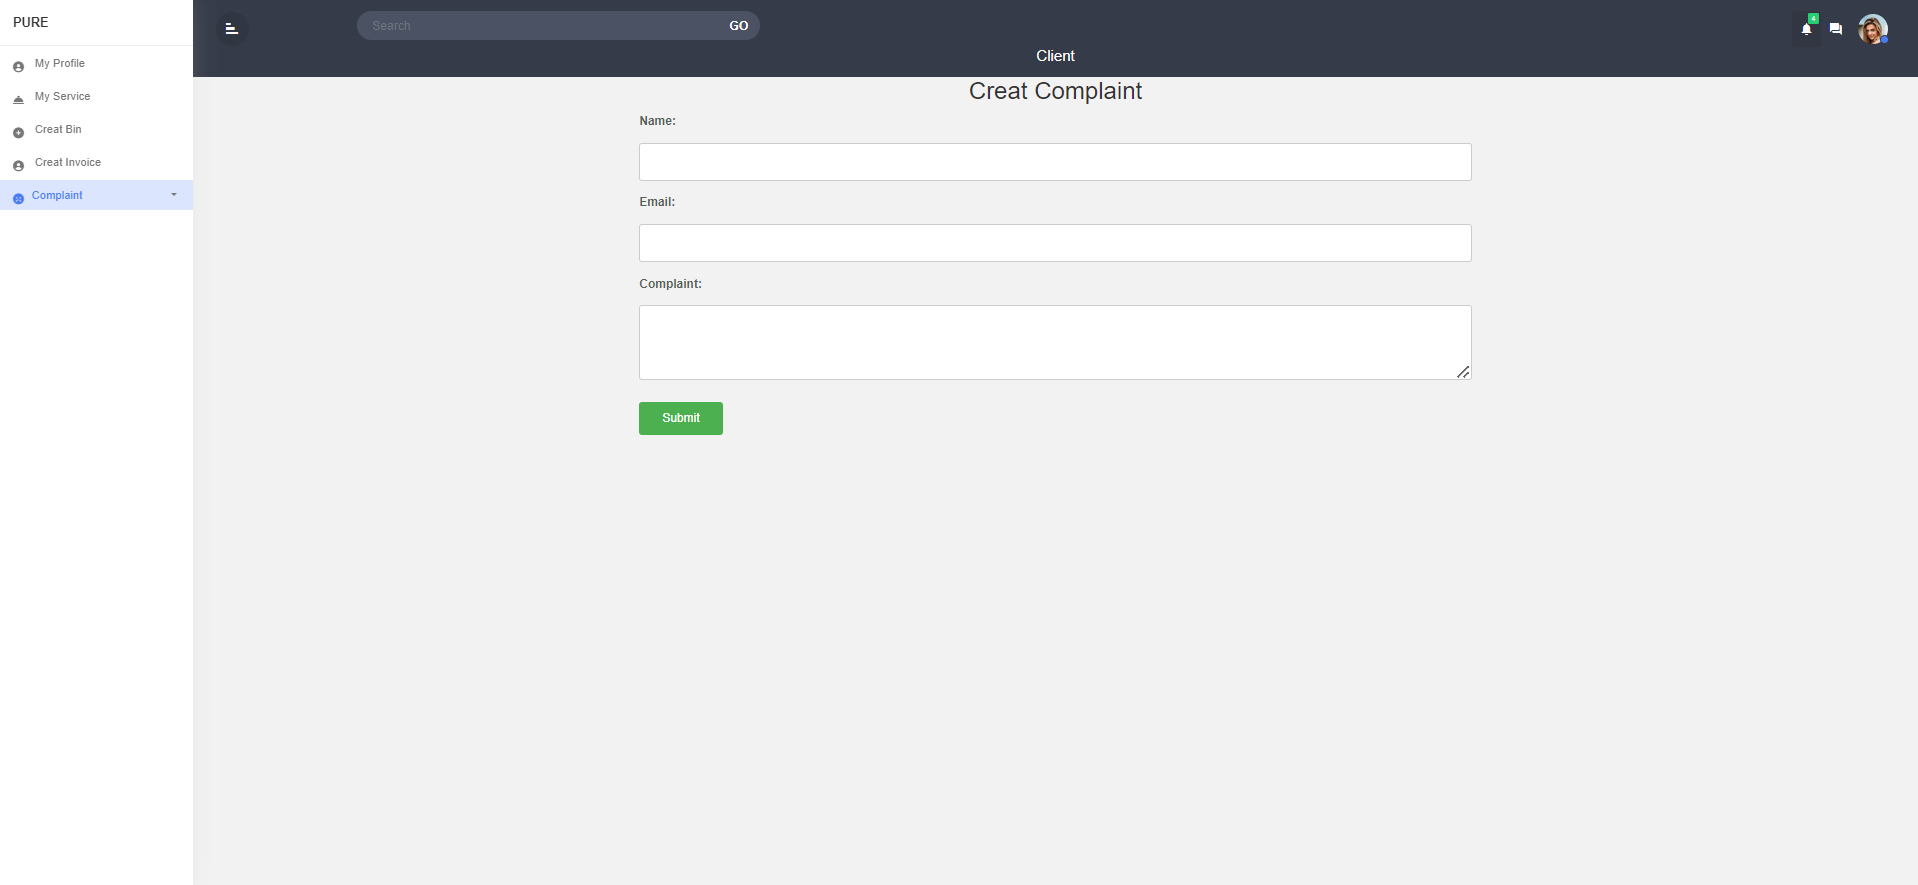 PURE
My Profile
My Service
Creat Bin
Creat Invoice
Complaint
Search
GO
4
Client
Creat Complaint
Name:
Email:
Complaint:
Submit